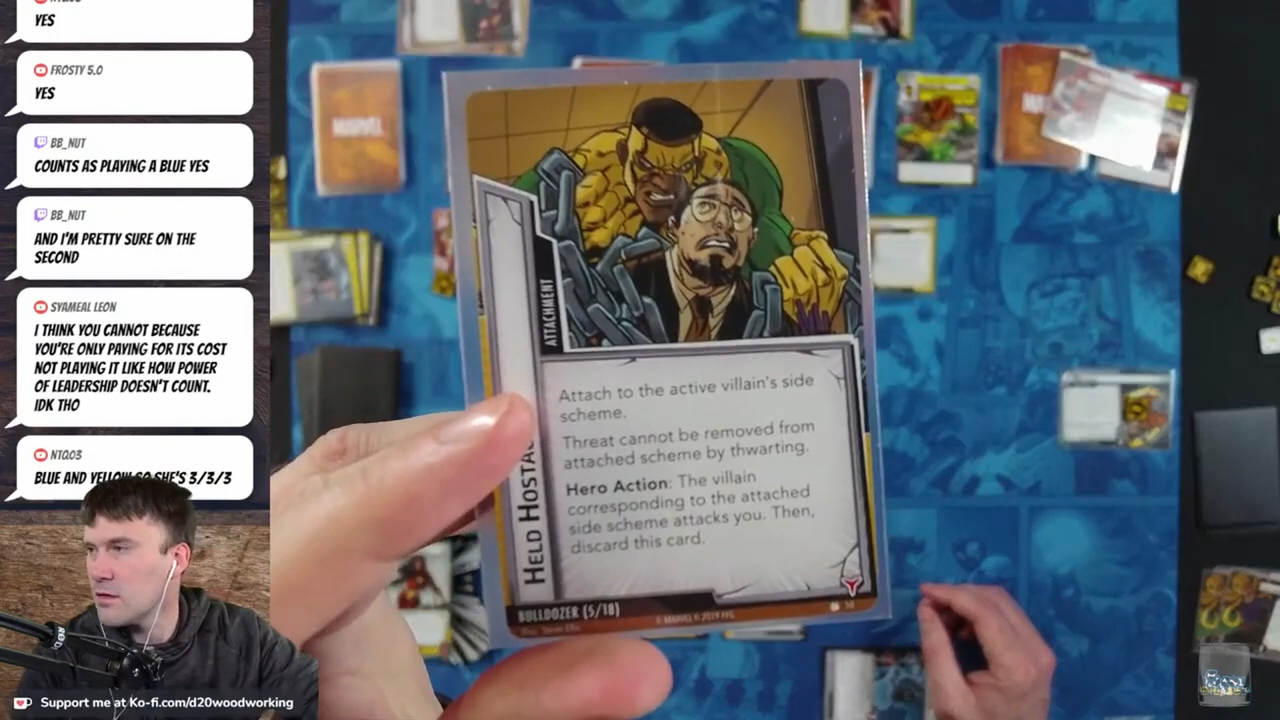 YES
FROSTY 5.0
YES
BB_NUT
COUNTS AS PLAYING A BLUE YES
BB_NUT
AND I'M PRETTY SURE ON THE
SECOND
SYAMEAL LEON
I THINK YOU CANNOT BECAUSE
YOU'RE ONLY PAYING FOR ITS COST
NOT PLAYING IT LIKE HOW POWER
OF LEADERSHIP DOESN'T COUNT.
IDK THO
NTQ03
BLUE AND YELLOW SO SHE'S 3/3/3
Support me at Ko-fi.com/d20woodworking
MARVEL
ATTACHMENT
HELD HOSTAG
Attach to the active villain's side
scheme.
Threat cannot be removed from
attached scheme by thwarting.
Hero Action: The villain
corresponding to the attached
side scheme attacks you. Then,
discard this card.
BULLDOZER (5/18)
© MARVEL © 2019 FFG